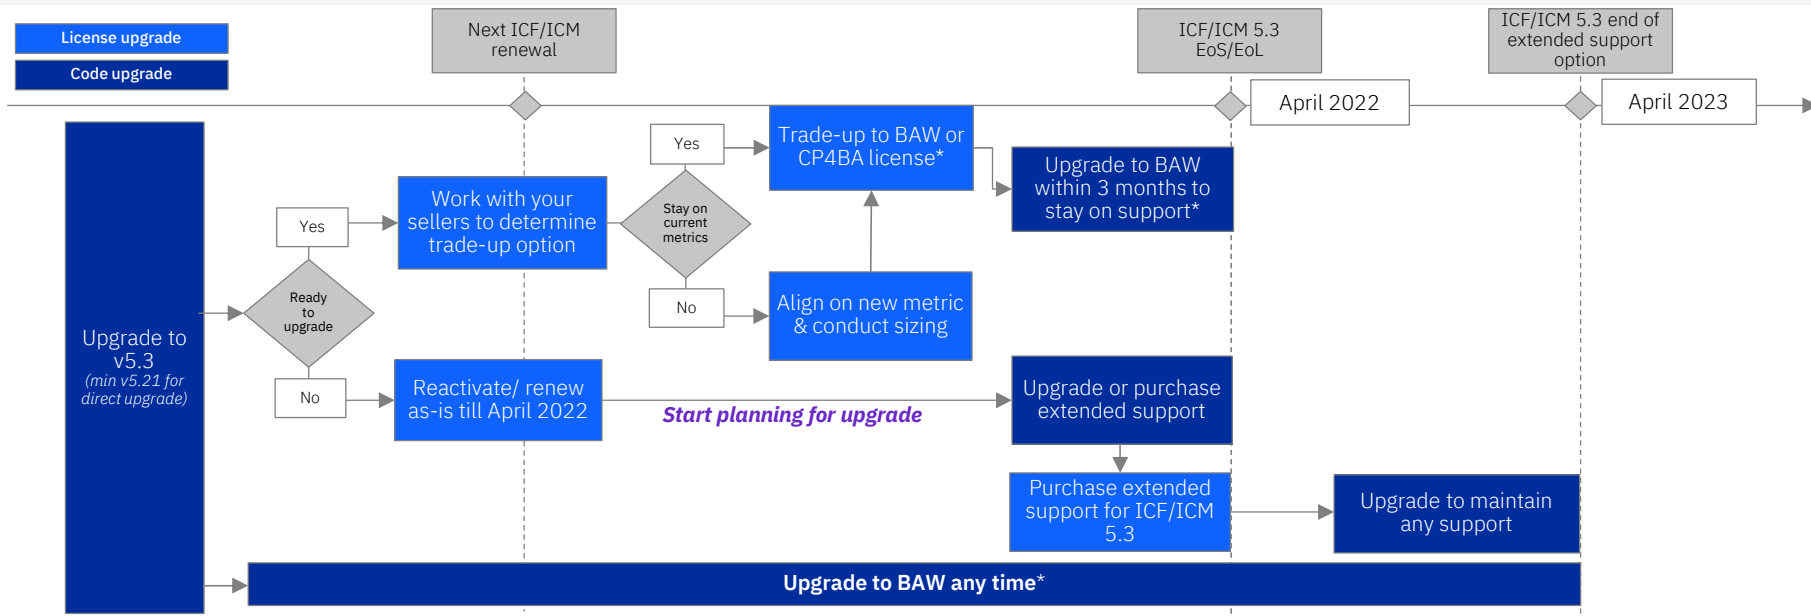 License upgrade
Code upgrade
Next ICF/ICM
renewal
ICF/ICM 5.3
EoS/EoL
ICF/ICM 5.3 end of
extended support
option
April 2022
April 2023
Upgrade to
v5.3
(min v5.21 for
direct upgrade)
Ready
to
upgrade
Yes
No
Work with your
sellers to determine
trade-up option
Reactivate/ renew
as-is till April 2022
Stay on
current
metrics
Yes
No
Trade-up to BAW or
CP4BA license*
Align on new metric
& conduct sizing
Upgrade to BAW
within 3 months to
stay on support*
Start planning for upgrade
Upgrade or purchase
extended support
Purchase extended
support for ICF/ICM
5.3
Upgrade to maintain
any support
Upgrade to BAW any time*